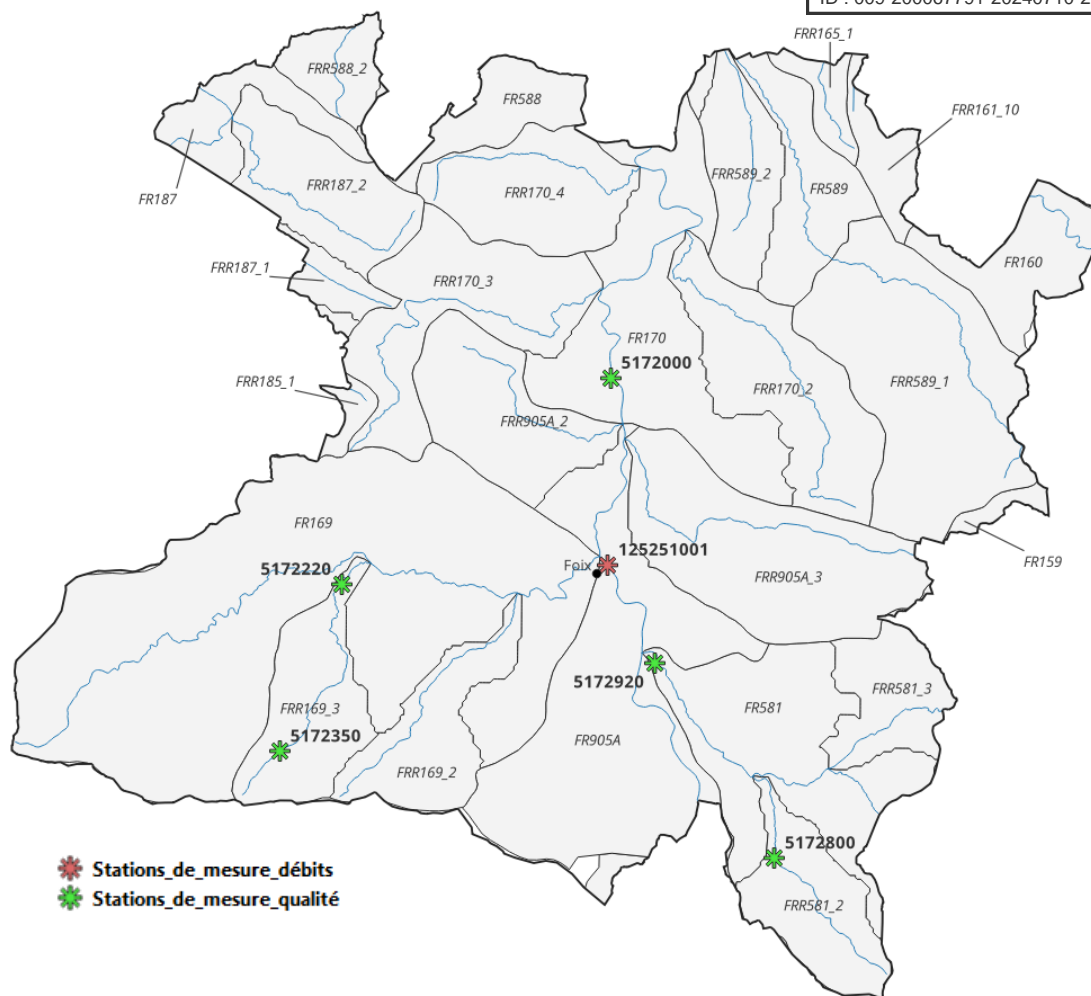 FRR165_1
FRR588_2
FR588
FRR161_10
FRR589_2
FRR187_2
FR589
FRR170_4
FR187
FR160
FRR187_1
FRR170_3
FR170
5172000
FRR185_1
FRR589_1
FRR170_2
FRR905A_2
FR169
125251001
Foix
5172220
FR159
FRR905A_3
5172920
FRR581_3
FRR169_3
FR581
5172350
FR905A
FRR169_2
5172800
Stations_de_mesure_débits
Stations_de_mesure_qualité
FRR581_2